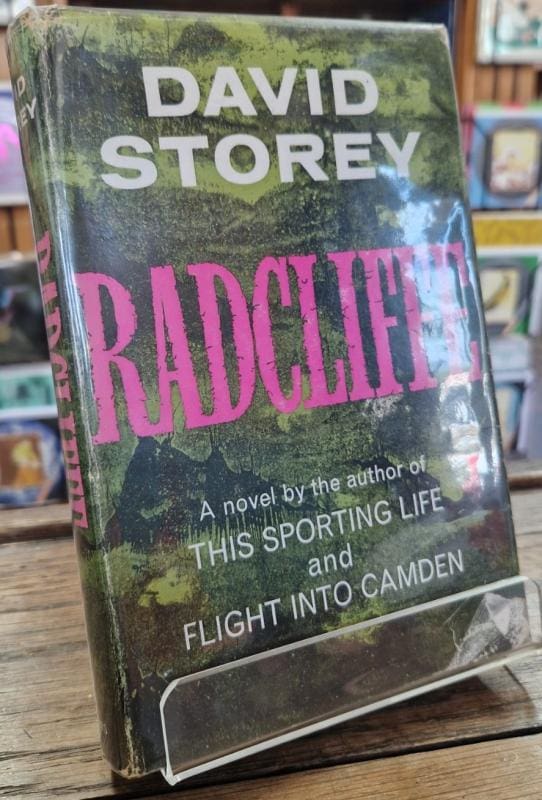 DAVID
STOREY
RADCLIFFE
A novel by the author of
THIS SPORTING LIFE
and
FLIGHT INTO CAMDEN